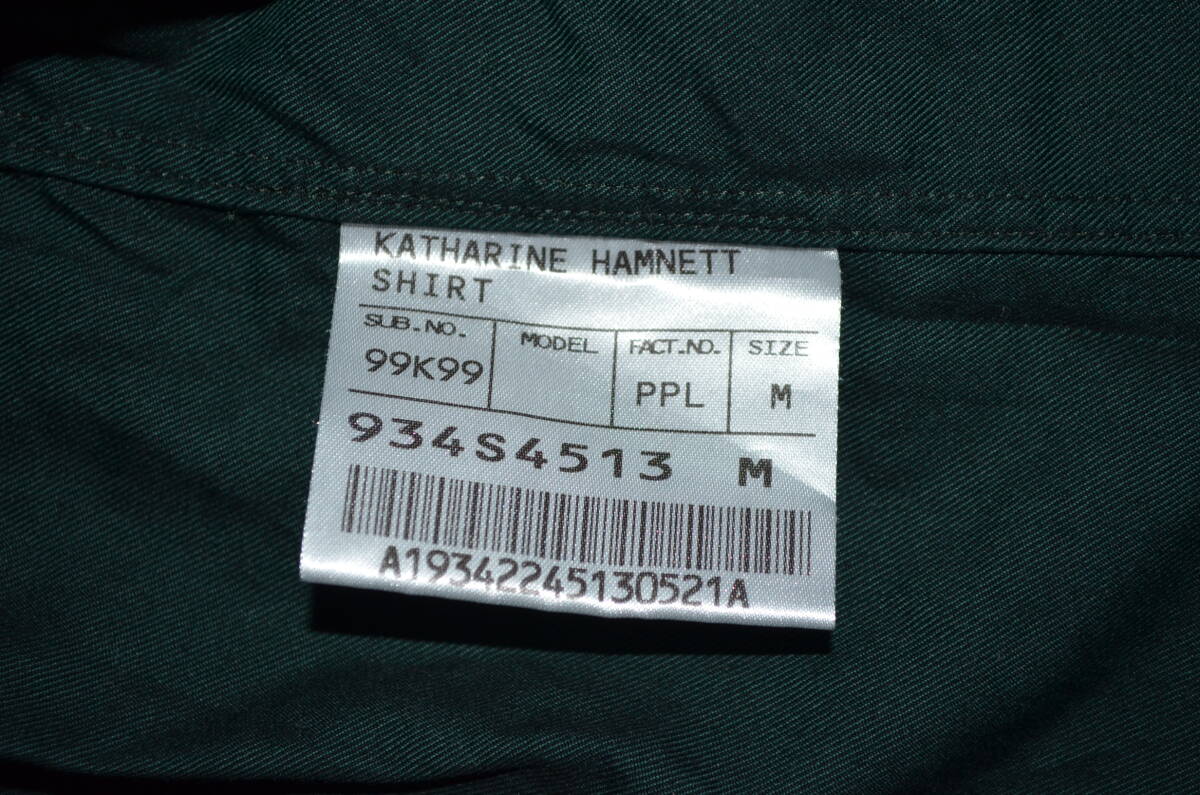 KATHARINE HAMNETT
SHIRT
SUB.NO. MODEL FACT.NO. SIZE
99K99 PPL M
934S4513 M
A19342245130521A